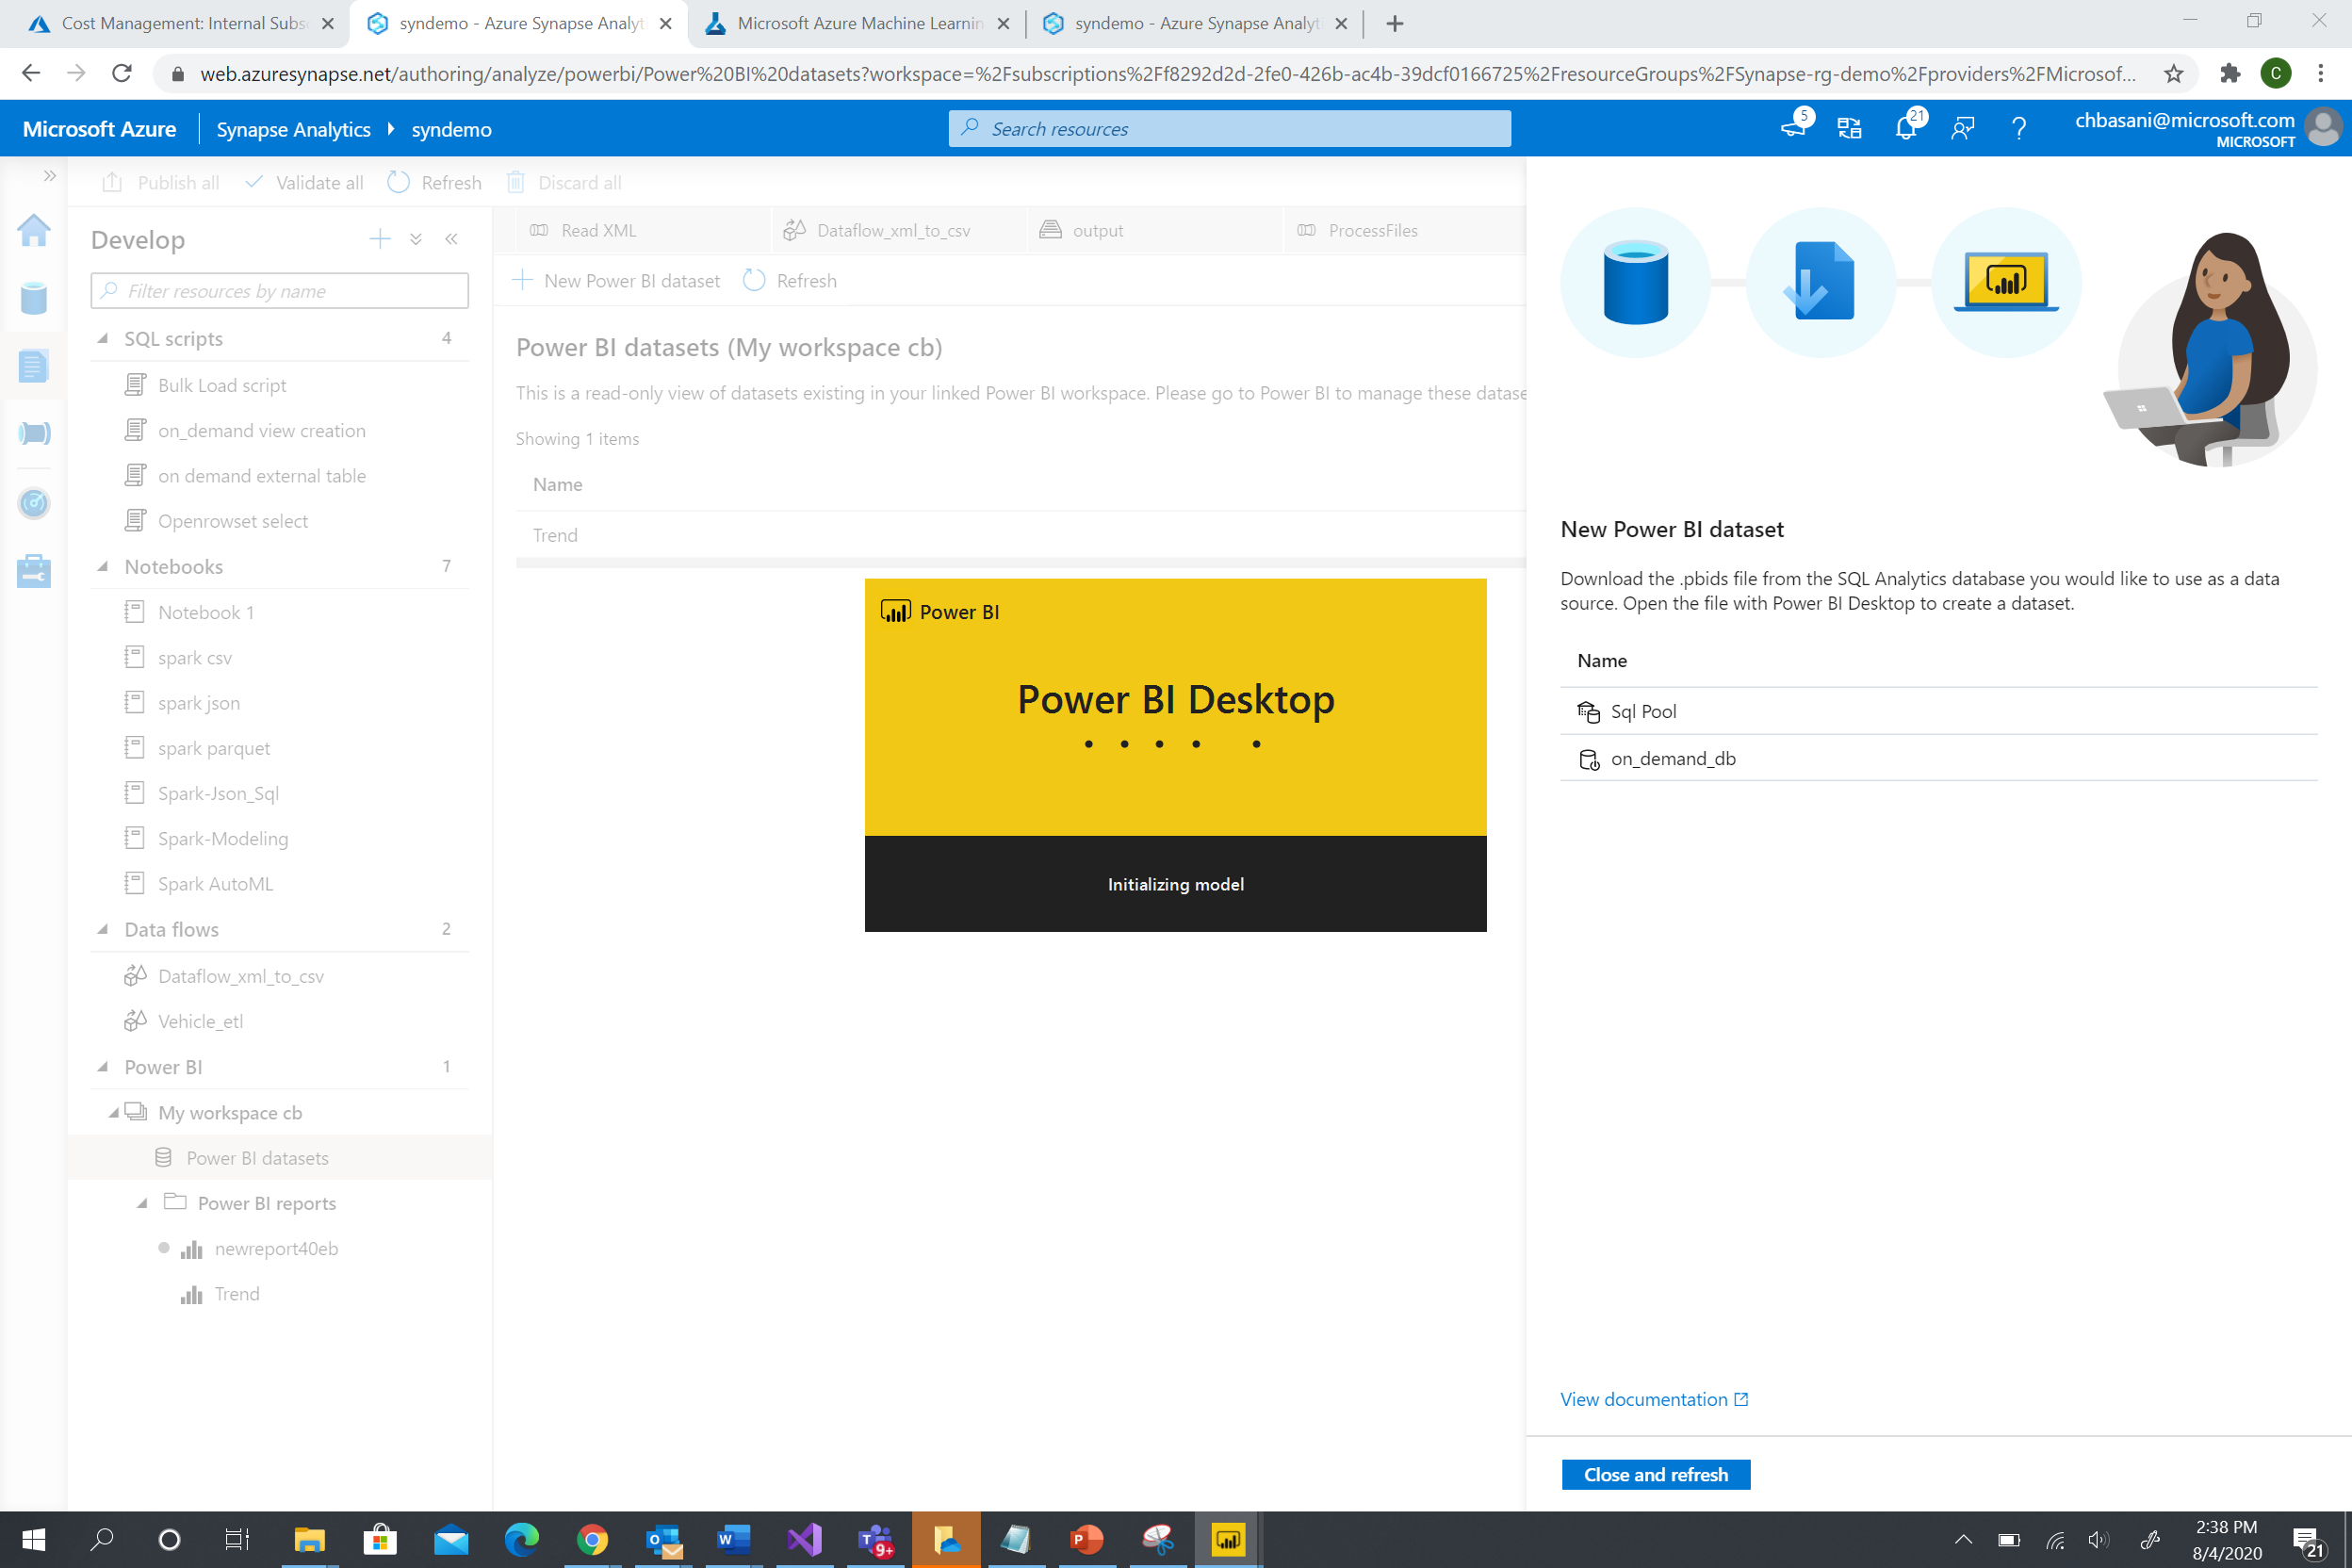 Cost Management: Internal Subs
syndemo - Azure Synapse Analyt
Microsoft Azure Machine Learnin
syndemo - Azure Synapse Analyt
web.azuresynapse.net/authoring/analyze/powerbi/Power%20BI%20datasets?workspace=%2Fsubscriptions%2Ff8292d2d-2fe0-426b-ac4b-39dcf0166725%2FresourceGroups%2FSynapse-rg-demo%2Fproviders%2FMicrosof...
C
Microsoft Azure
Synapse Analytics
syndemo
Search resources
5
21
chbasani@microsoft.com
MICROSOFT
Publish all
Validate all
Refresh
Discard all
Develop
Filter resources by name
SQL scripts 4
Bulk Load script
on_demand view creation
on demand external table
Openrowset select
Notebooks 7
Notebook 1
spark csv
spark json
spark parquet
Spark-Json_Sql
Spark-Modeling
Spark AutoML
Data flows 2
Dataflow_xml_to_csv
Vehicle_etl
Power BI 1
My workspace cb
Power BI datasets
Power BI reports
newreport40eb
Trend
Read XML
Dataflow_xml_to_csv
output
ProcessFiles
New Power BI dataset
Refresh
Power BI datasets (My workspace cb)
This is a read-only view of datasets existing in your linked Power BI workspace. Please go to Power BI to manage these datase
Showing 1 items
Name
Trend
Power BI
Power BI Desktop
Initializing model
New Power BI dataset
Download the .pbids file from the SQL Analytics database you would like to use as a data
source. Open the file with Power BI Desktop to create a dataset.
Name
Sql Pool
on_demand_db
View documentation
Close and refresh
9+
2:38 PM
8/4/2020
21